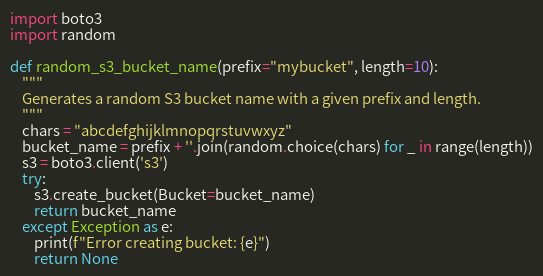 import boto3
import random

def random_s3_bucket_name(prefix="mybucket", length=10):
    """
    Generates a random S3 bucket name with a given prefix and length.
    """
    chars = "abcdefghijklmnopqrstuvwxyz"
    bucket_name = prefix + ''.join(random.choice(chars) for _ in range(length))
    s3 = boto3.client('s3')
    try:
        s3.create_bucket(Bucket=bucket_name)
        return bucket_name
    except Exception as e:
        print(f"Error creating bucket: {e}")
        return None